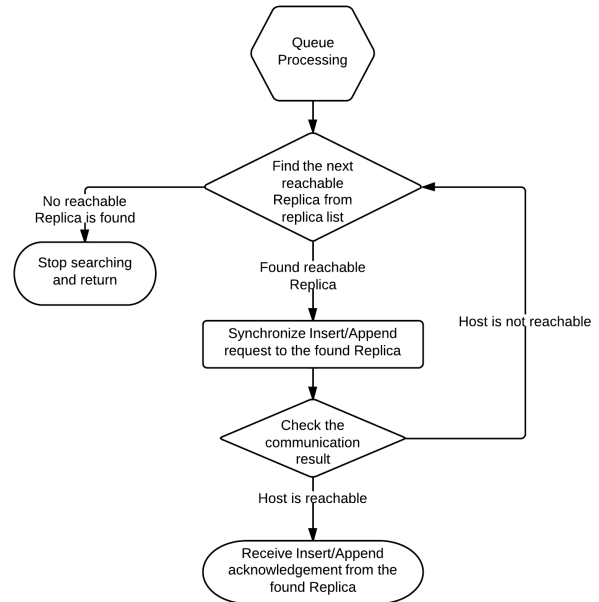 Queue
Processing
Find the next
reachable
Replica from
replica list
No reachable
Replica is found
Stop searching
and return
Found reachable
Replica
Synchronize Insert/Append
request to the found Replica
Host is not reachable
Check the
communication
result
Host is reachable
Receive Insert/Append
acknowledgement from the
found Replica